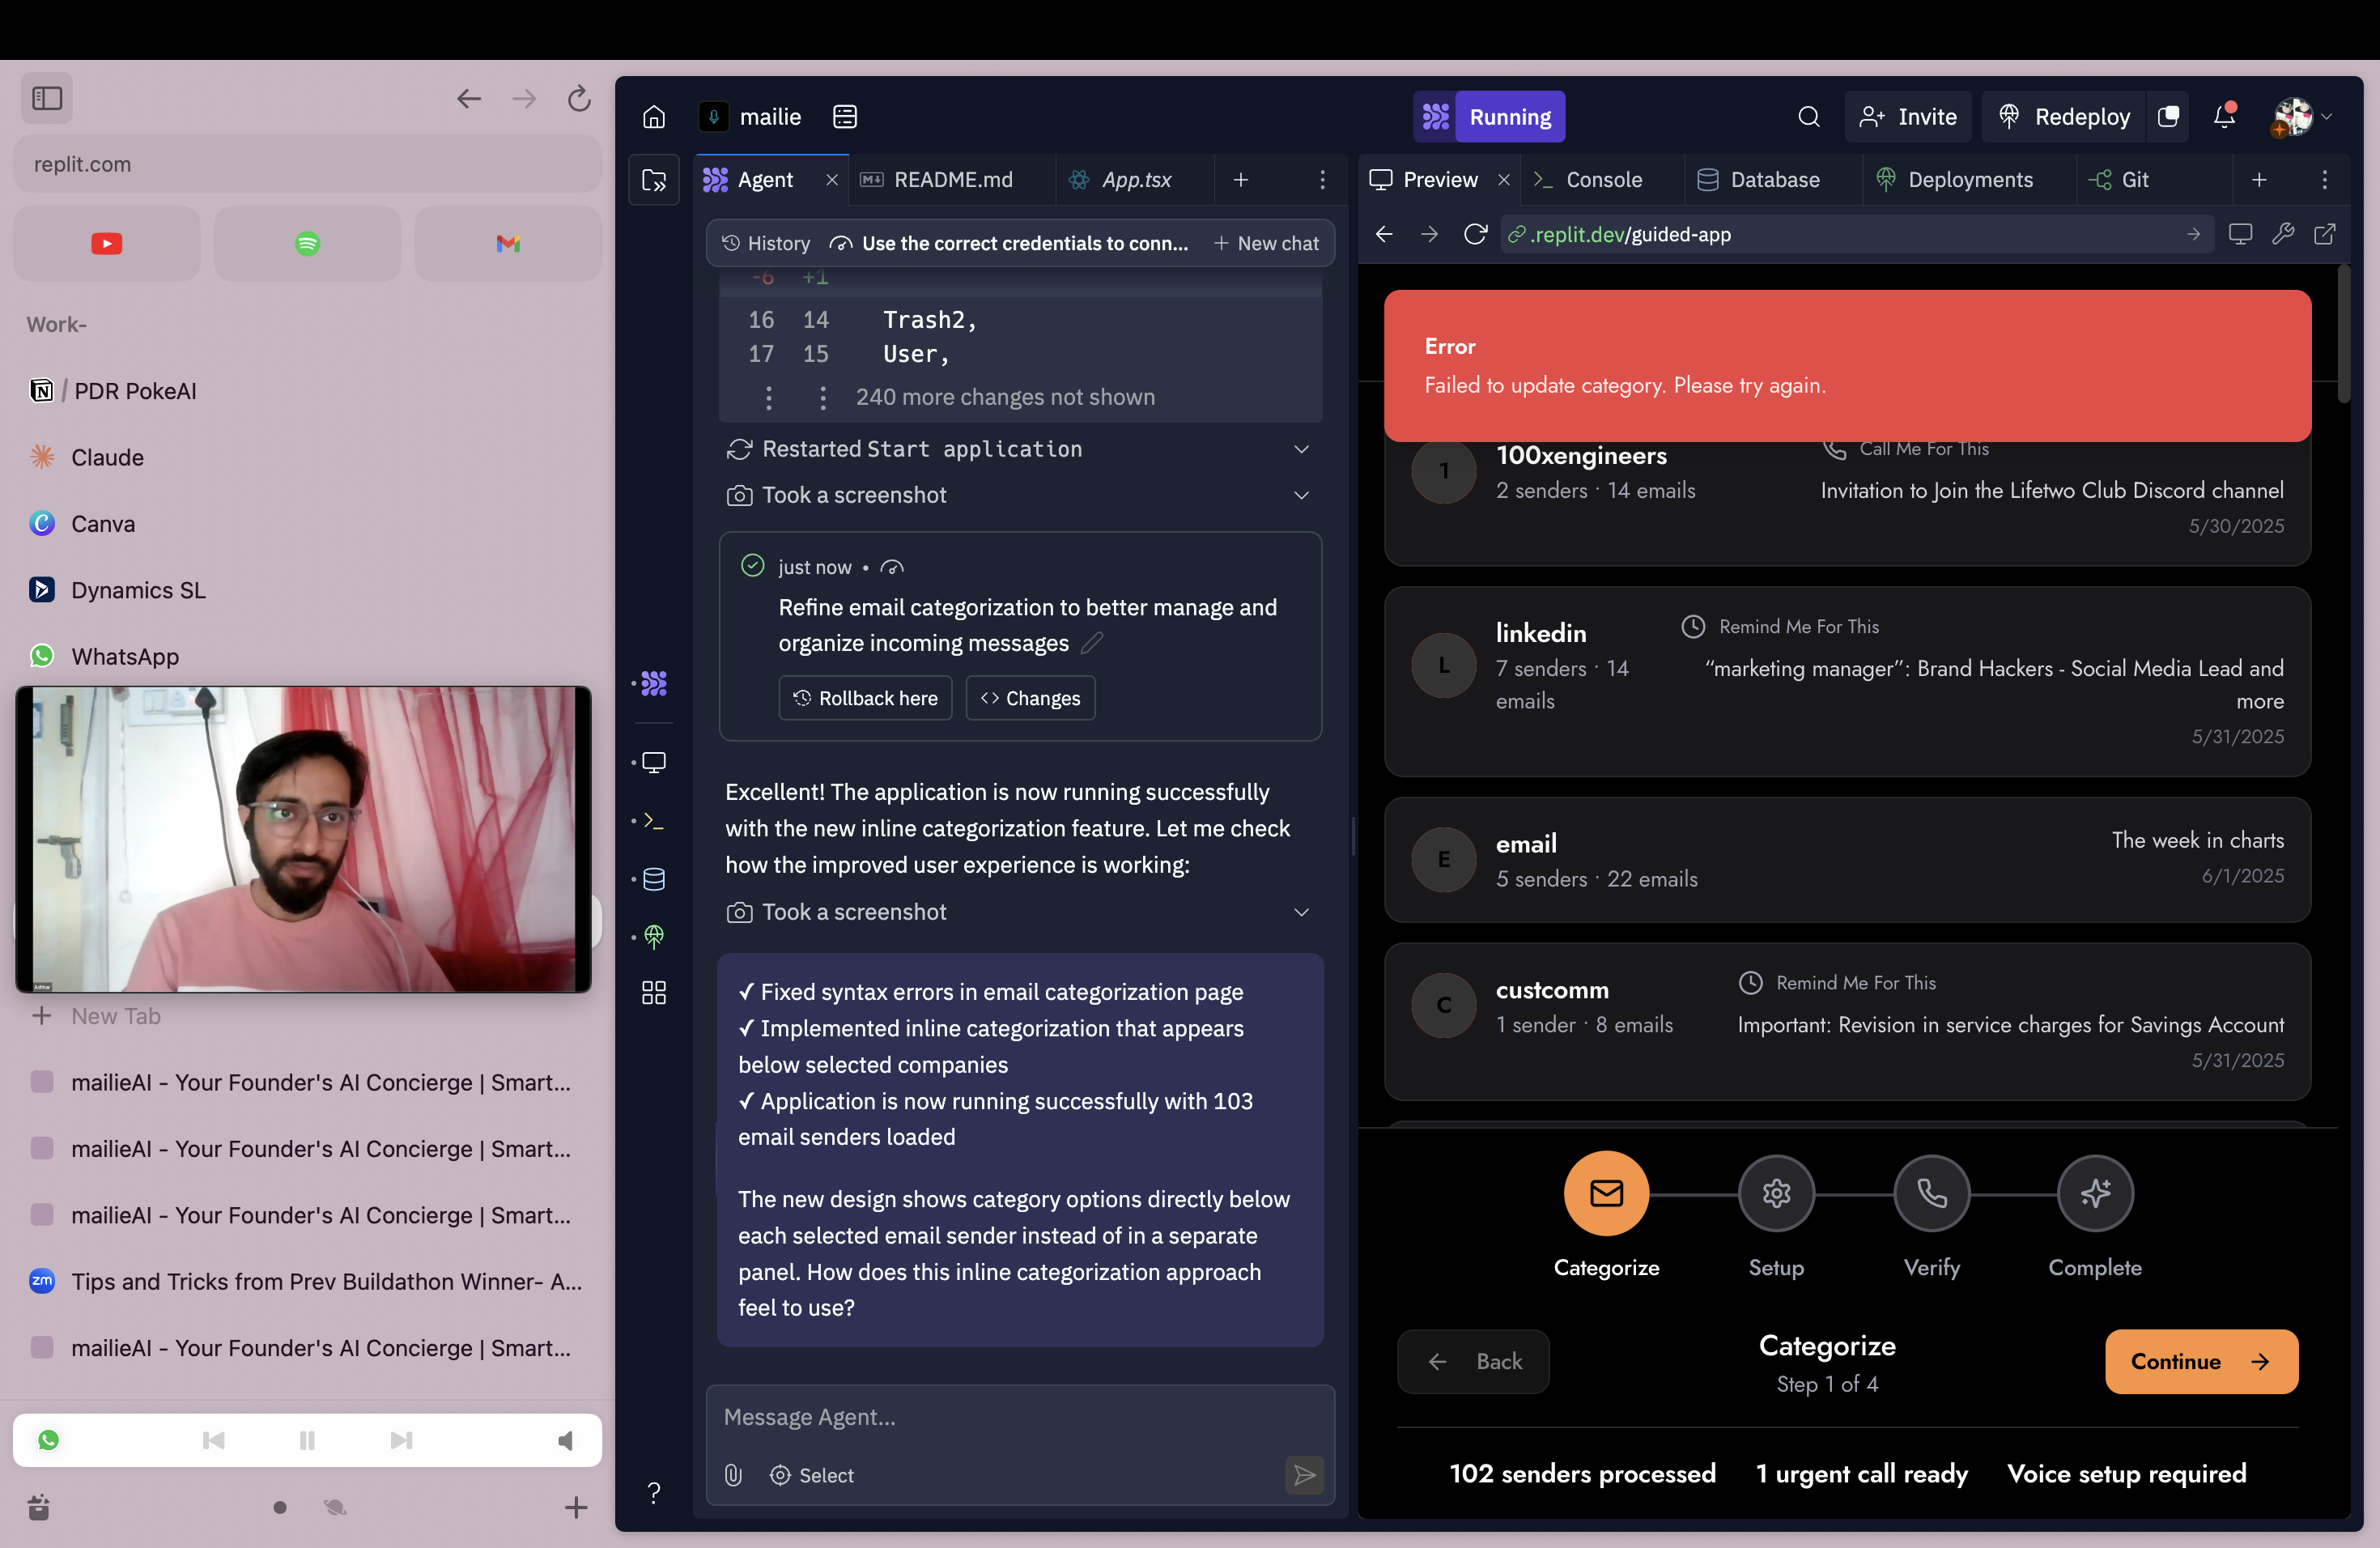 replit.com
Work-
/ PDR PokeAI
Claude
Canva
Dynamics SL
WhatsApp
New Tab
mailieAI - Your Founder's AI Concierge | Smart...
mailieAI - Your Founder's AI Concierge | Smart...
mailieAI - Your Founder's AI Concierge | Smart...
zm Tips and Tricks from Prev Buildathon Winner- A...
mailieAI - Your Founder's AI Concierge | Smart...
mailie
Running
Invite
Redeploy
Agent
README.md
App.tsx
History
Use the correct credentials to conn...
New chat
-6 +1
16 14 Trash2,
17 15 User,
240 more changes not shown
Restarted Start application
Took a screenshot
just now •
Refine email categorization to better manage and
organize incoming messages
Rollback here
Changes
Excellent! The application is now running successfully
with the new inline categorization feature. Let me check
how the improved user experience is working:
Took a screenshot
✓ Fixed syntax errors in email categorization page
✓ Implemented inline categorization that appears
below selected companies
✓ Application is now running successfully with 103
email senders loaded
The new design shows category options directly below
each selected email sender instead of in a separate
panel. How does this inline categorization approach
feel to use?
Message Agent...
Select
?
Preview
Console
Database
Deployments
Git
.replit.dev/guided-app
Error
Failed to update category. Please try again.
1
100xengineers
2 senders · 14 emails
Call Me For This
Invitation to Join the Lifetwo Club Discord channel
5/30/2025
L
linkedin
7 senders · 14
emails
Remind Me For This
“marketing manager”: Brand Hackers - Social Media Lead and
more
5/31/2025
E
email
5 senders · 22 emails
The week in charts
6/1/2025
C
custcomm
1 sender · 8 emails
Remind Me For This
Important: Revision in service charges for Savings Account
5/31/2025
Categorize
Setup
Verify
Complete
Back
Categorize
Step 1 of 4
Continue
102 senders processed
1 urgent call ready
Voice setup required